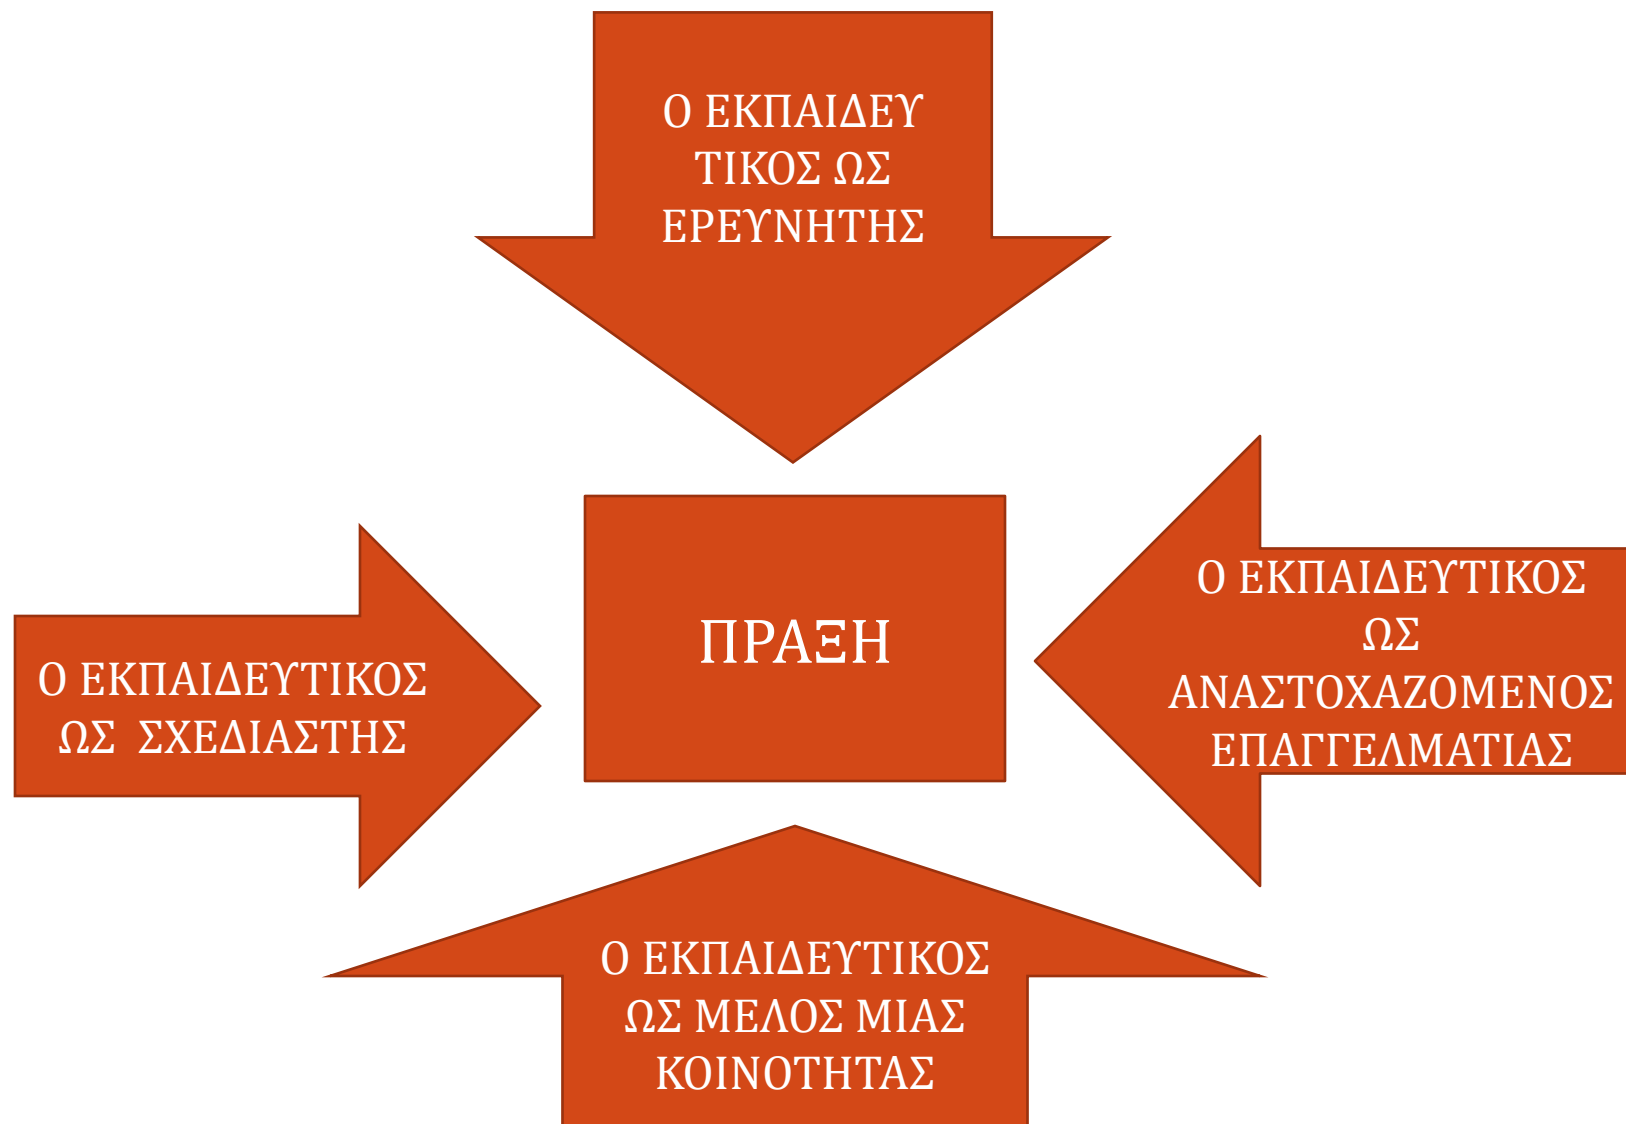 Ο ΕΚΠΑΙΔΕΥ
ΤΙΚΟΣ ΩΣ
ΕΡΕΥΝΗΤΗΣ
ΠΡΑΞΗ
Ο ΕΚΠΑΙΔΕΥΤΙΚΟΣ
ΩΣ ΣΧΕΔΙΑΣΤΗΣ
Ο ΕΚΠΑΙΔΕΥΤΙΚΟΣ
ΩΣ
ΑΝΑΣΤΟΧΑΖΟΜΕΝΟΣ
ΕΠΑΓΓΕΛΜΑΤΙΑΣ
Ο ΕΚΠΑΙΔΕΥΤΙΚΟΣ
ΩΣ ΜΕΛΟΣ ΜΙΑΣ
ΚΟΙΝΟΤΗΤΑΣ